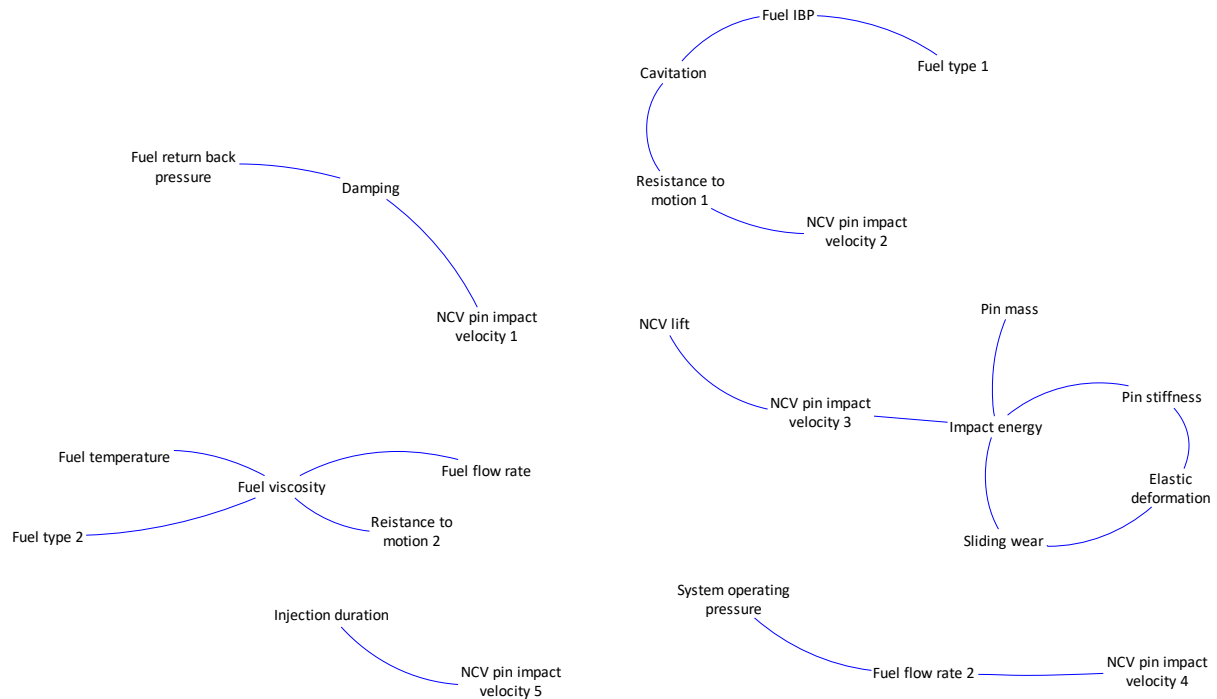 Fuel IBP
Fuel type 1
Cavitation
Fuel return back
pressure
Damping
Resistance to
motion 1
NCV pin impact
velocity 2
NCV pin impact
velocity 1
NCV lift
Pin mass
NCV pin impact
velocity 3
Impact energy
Pin stiffness
Elastic
deformation
Sliding wear
Fuel temperature
Fuel viscosity
Fuel flow rate
Fuel type 2
Reistance to
motion 2
Injection duration
NCV pin impact
velocity 5
System operating
pressure
Fuel flow rate 2
NCV pin impact
velocity 4